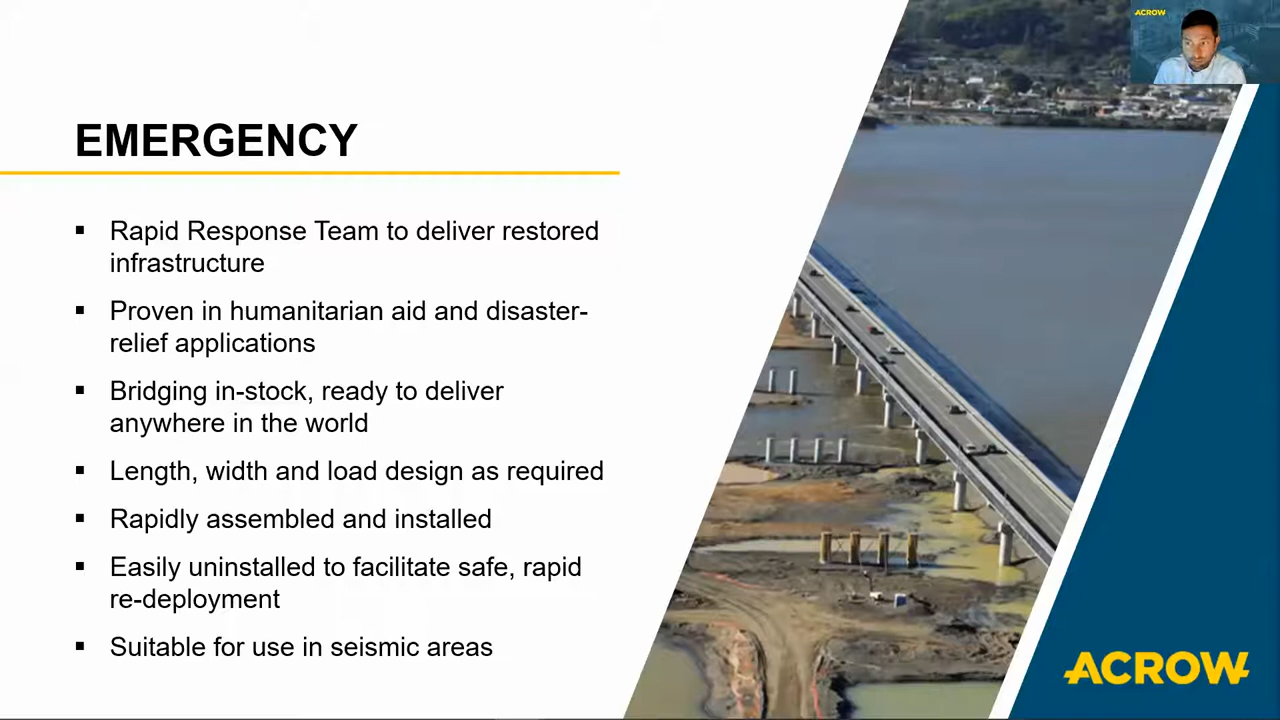 ACROW
EMERGENCY
▪ Rapid Response Team to deliver restored
infrastructure
▪ Proven in humanitarian aid and disaster-
relief applications
▪ Bridging in-stock, ready to deliver
anywhere in the world
▪ Length, width and load design as required
▪ Rapidly assembled and installed
▪ Easily uninstalled to facilitate safe, rapid
re-deployment
▪ Suitable for use in seismic areas
ACROW